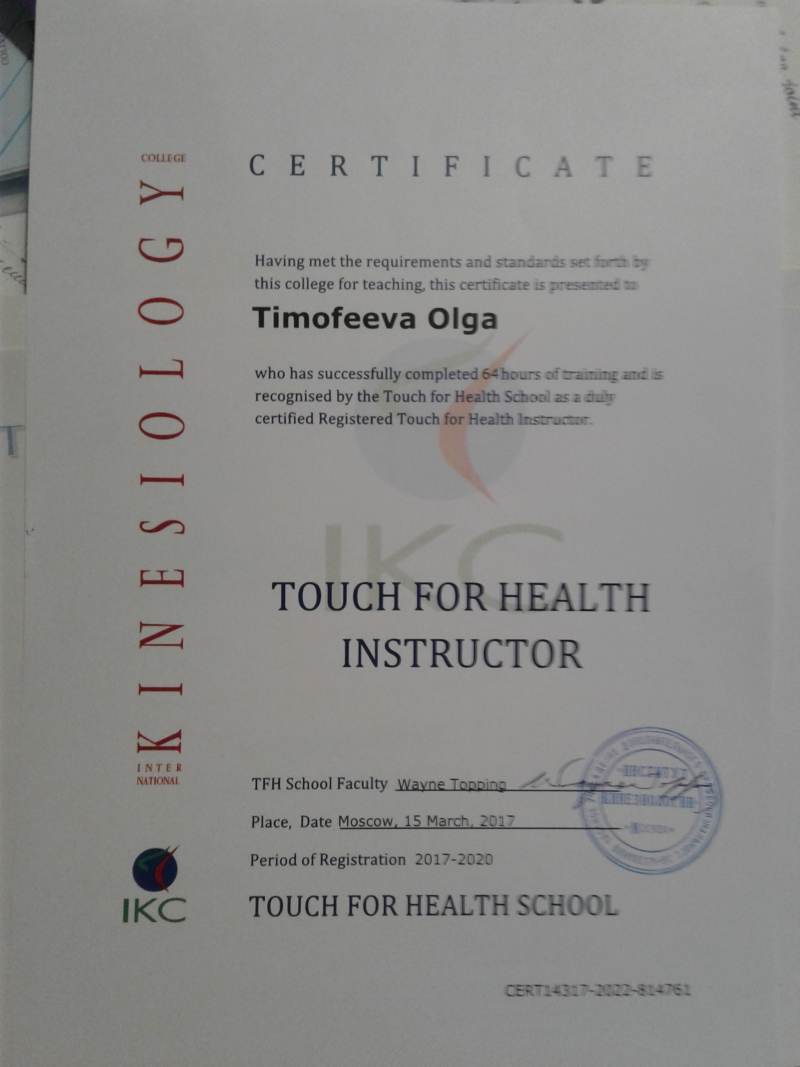 COLLEGE
KINESIOLOGY
INTER
NATIONAL
CERTIFICATE
Having met the requirements and standards set forth by
this college for teaching, this certificate is presented to
Timofeeva Olga
who has successfully completed 64 hours of training and is
recognised by the Touch for Health School as a duly
certified Registered Touch for Health Instructor.
IKC
TOUCH FOR HEALTH
INSTRUCTOR
TFH School Faculty Wayne Topping
Place, Date Moscow, 15 March, 2017
Period of Registration 2017-2020
IKC
TOUCH FOR HEALTH SCHOOL
CERT14317-2022-814761